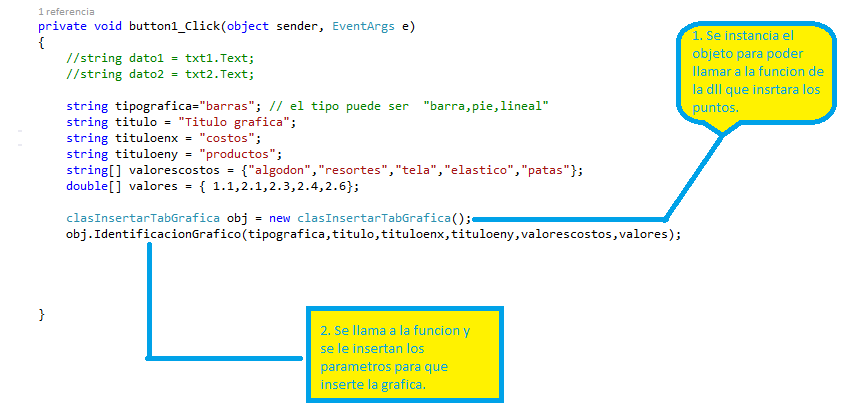 1 referencia
private void button1_Click(object sender, EventArgs e)
{
//string dato1 = txt1.Text;
//string dato2 = txt2.Text;
string tipografica="barras"; // el tipo puede ser "barra,pie,lineal"
string titulo = "Titulo grafica";
string tituloenx = "costos";
string tituloeny = "productos";
string[] valorescostos = {"algodon","resortes","tela","elastico","patas"};
double[] valores = { 1.1,2.1,2.3,2.4,2.6};
clasInsertarTabGrafica obj = new clasInsertarTabGrafica();
obj.IdentificacionGrafico(tipografica,titulo,tituloenx,tituloeny,valorescostos,valores);
}
1. Se instancia el
objeto para poder
llamar a la funcion de
la dll que insrtara los
puntos.
2. Se llama a la funcion y
se le insertan los
parametros para que
inserte la grafica.